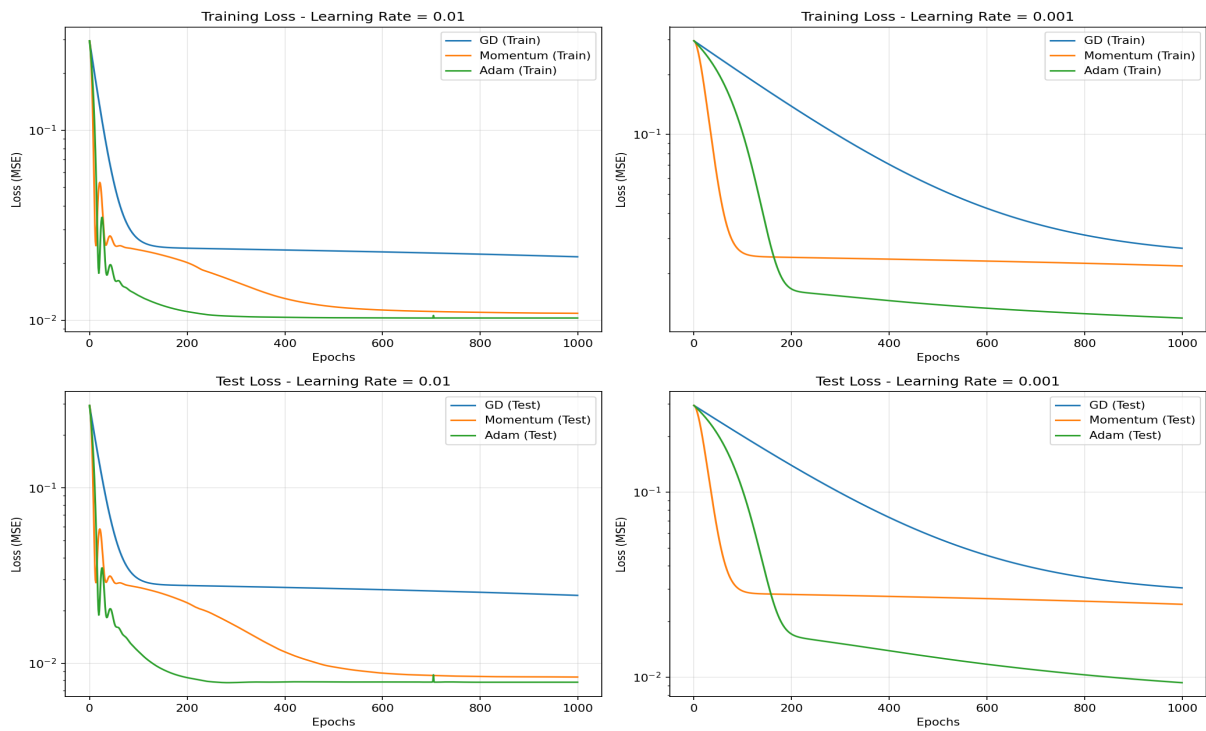 Training Loss - Learning Rate = 0.01
GD (Train)
Momentum (Train)
Adam (Train)
Loss (MSE)
10⁻¹
10⁻²
0 200 400 600 800 1000
Epochs
Training Loss - Learning Rate = 0.001
GD (Train)
Momentum (Train)
Adam (Train)
Loss (MSE)
10⁻¹
0 200 400 600 800 1000
Epochs
Test Loss - Learning Rate = 0.01
GD (Test)
Momentum (Test)
Adam (Test)
Loss (MSE)
10⁻¹
10⁻²
0 200 400 600 800 1000
Epochs
Test Loss - Learning Rate = 0.001
GD (Test)
Momentum (Test)
Adam (Test)
Loss (MSE)
10⁻¹
10⁻²
0 200 400 600 800 1000
Epochs